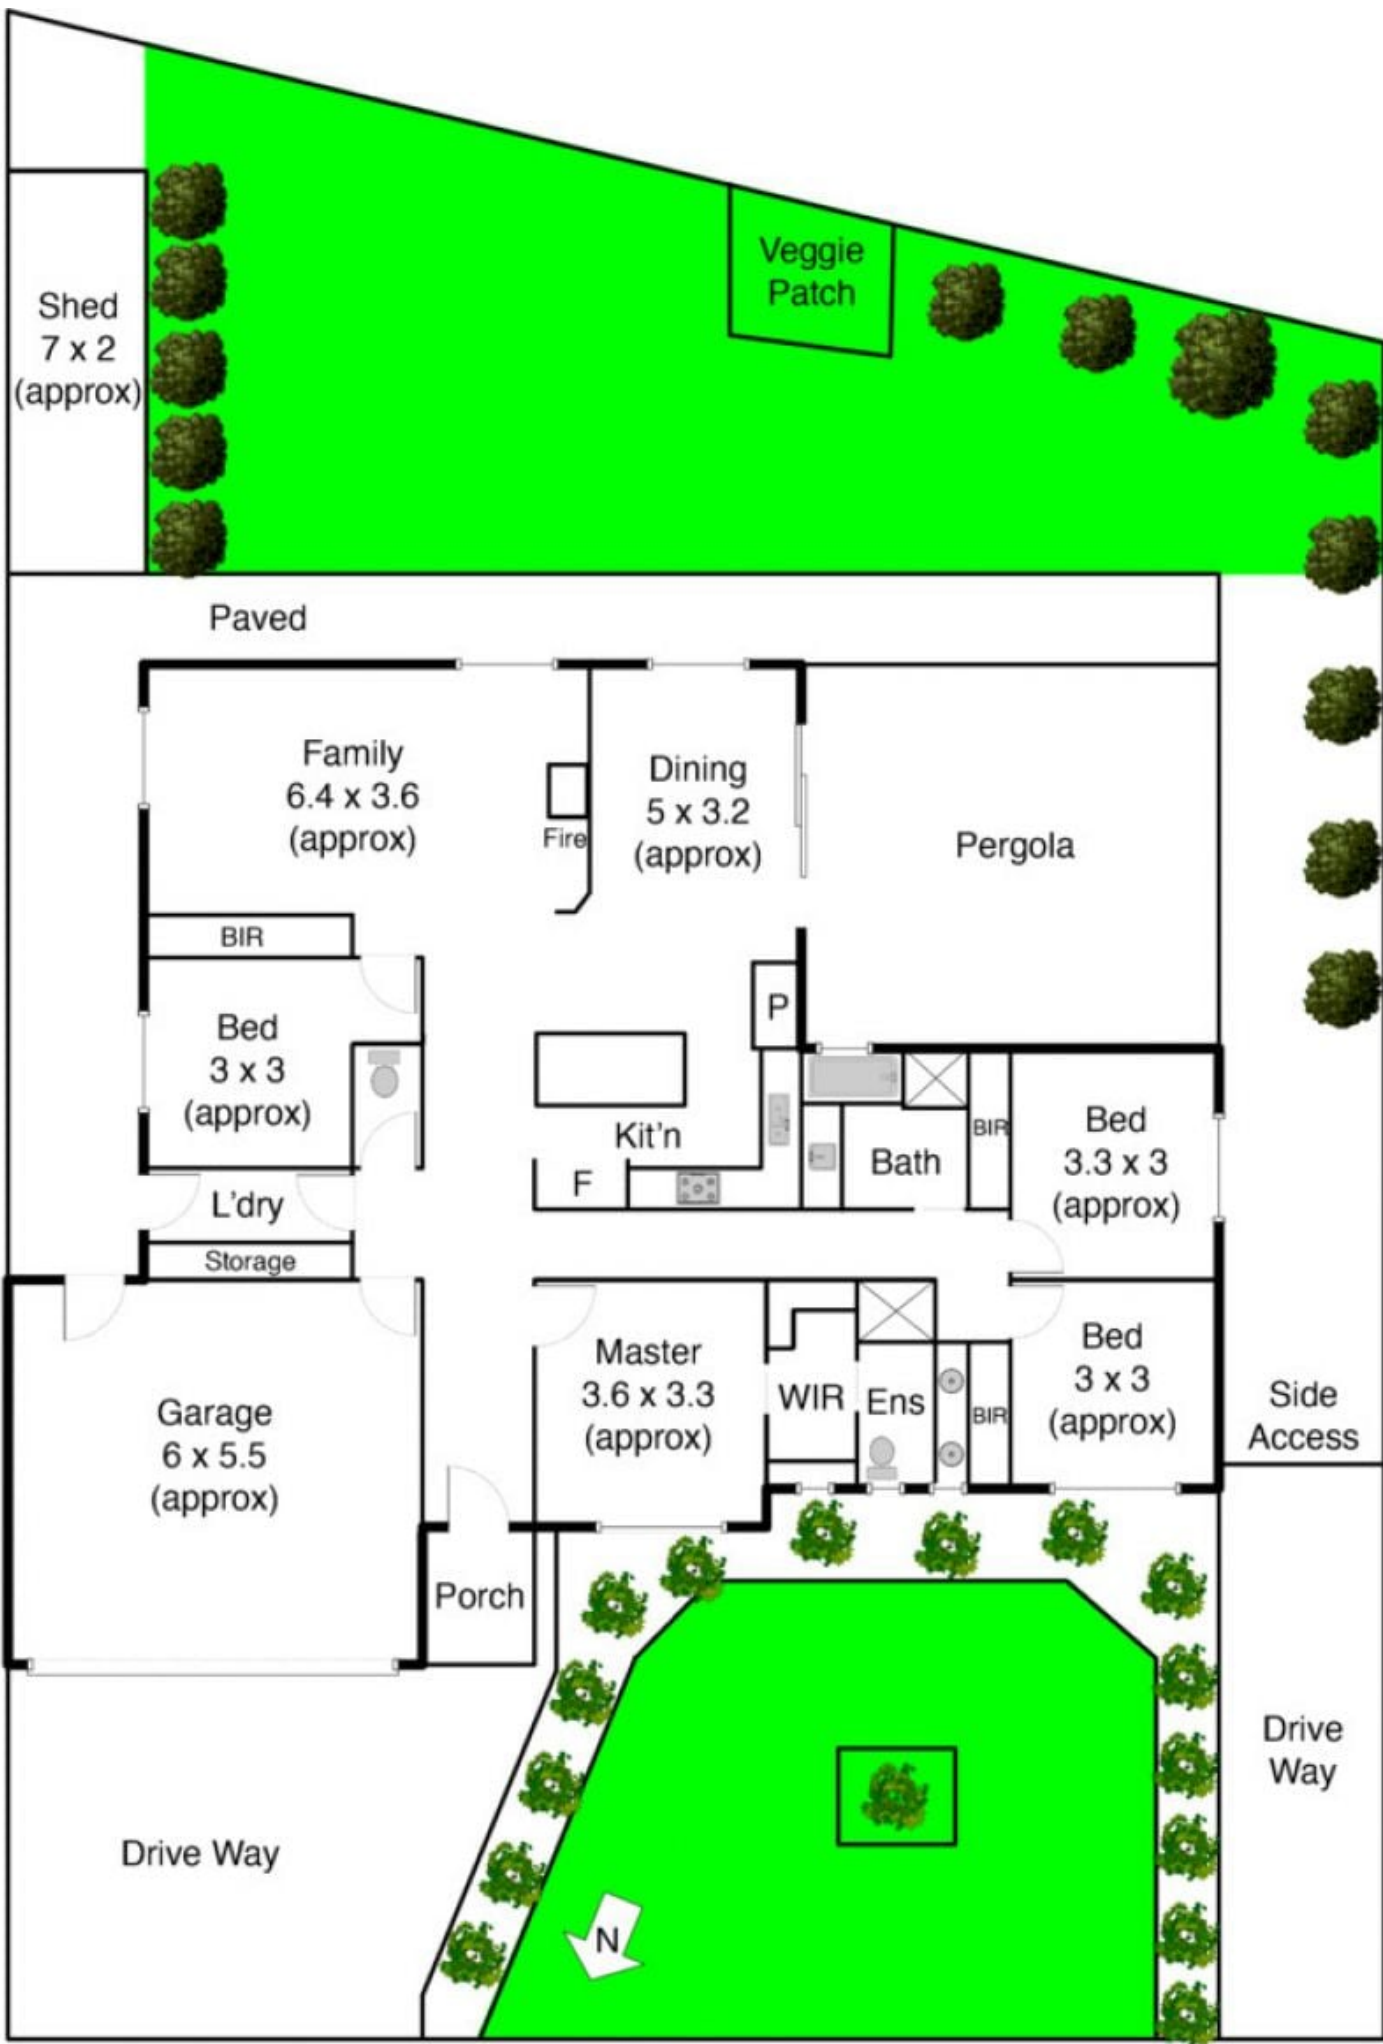 Veggie
Patch
Shed
7 x 2
(approx)
Paved
Family
6.4 x 3.6
(approx)
Fire
Dining
5 x 3.2
(approx)
Pergola
BIR
P
Bed
3 x 3
(approx)
Kit'n
F
Bath
BIR
Bed
3.3 x 3
(approx)
L'dry
Storage
Master
3.6 x 3.3
(approx)
WIR
Ens
BIR
Bed
3 x 3
(approx)
Side
Access
Garage
6 x 5.5
(approx)
Porch
Drive
Way
Drive Way
N